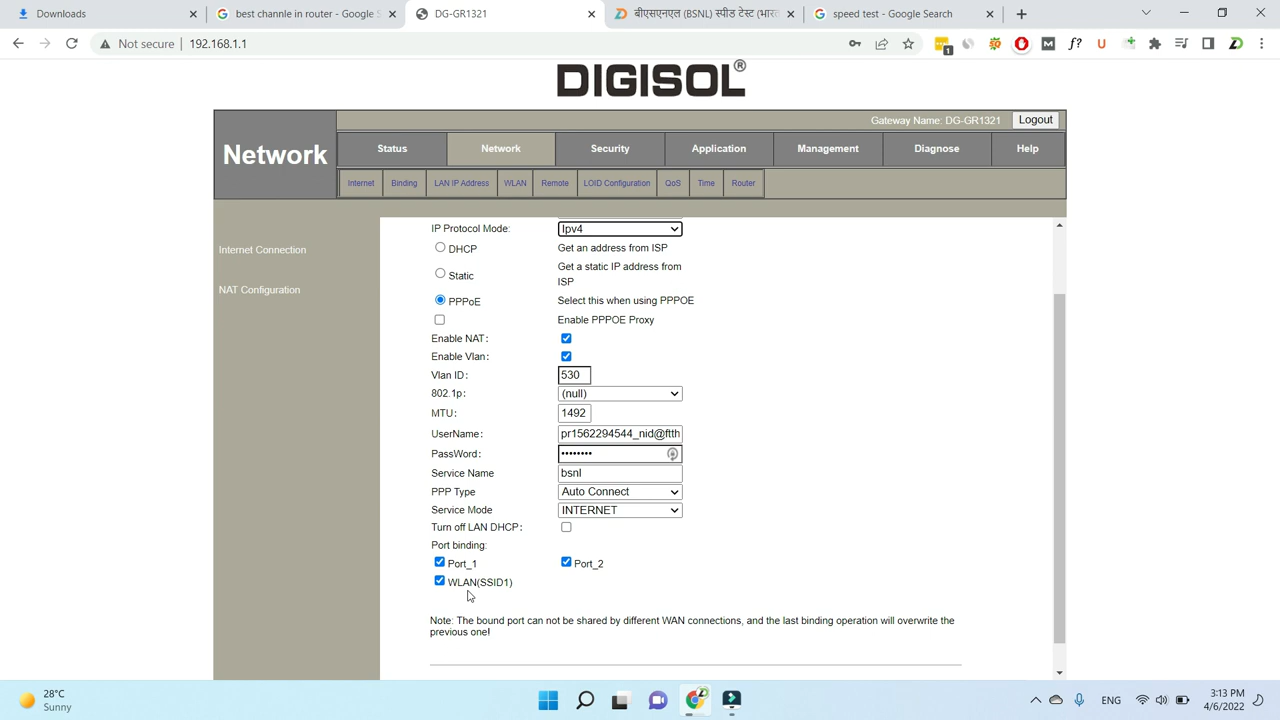 Downloads
best channle in router - Google S
DG-GR1321
बीएसएनएल (BSNL) स्पीड टेस्ट (भार
speed test - Google Search
Not secure
192.168.1.1
1
M
f?
U
DIGISOL®
Gateway Name: DG-GR1321
Logout
Network
Status
Network
Security
Application
Management
Diagnose
Help
Internet
Binding
LAN IP Address
WLAN
Remote
LOID Configuration
QoS
Time
Router
Internet Connection
NAT Configuration
IP Protocol Mode:
Ipv4
DHCP
Get an address from ISP
Static
Get a static IP address from
ISP
PPPoE
Select this when using PPPOE
Enable PPPOE Proxy
Enable NAT:
Enable Vlan:
Vlan ID:
530
802.1p:
(null)
MTU:
1492
UserName:
pr1562294544_nid@ftth
PassWord:
••••••••
Service Name
bsnl
PPP Type
Auto Connect
Service Mode
INTERNET
Turn off LAN DHCP:
Port binding:
Port_1
Port_2
WLAN(SSID1)
Note: The bound port can not be shared by different WAN connections, and the last binding operation will overwrite the
previous one!
28°C
Sunny
ENG
3:13 PM
4/6/2022